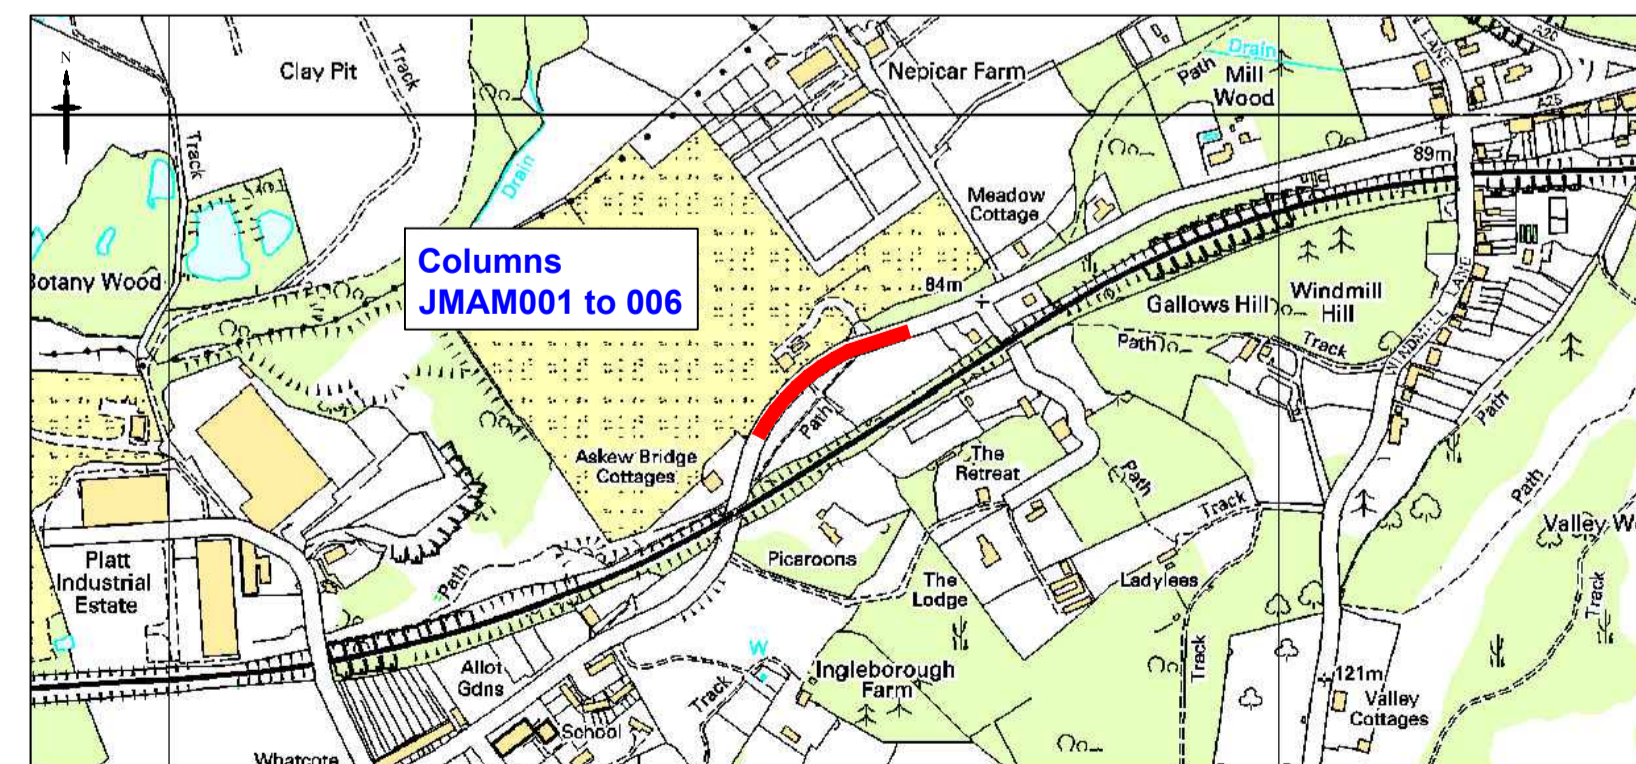 N
Clay Pit
Track
Nepicar Farm
Path
Drain
Mill
Wood
LANE
A20
A25
Track
Drain
89m
Meadow
Cottage
Columns
JMAM001 to 006
Botany Wood
84m
Gallows Hill
Windmill
Hill
Path
Track
WINDMILL LANE
Path
Path
Askew Bridge
Cottages
The
Retreat
Path
Track
Path
Valley
Platt
Industrial
Estate
Path
Picaroons
The
Lodge
Ladylees
Track
Track
W
Allot
Gdns
Track
Ingleborough
Farm
121m
Valley
Cottages
School
Whatcote